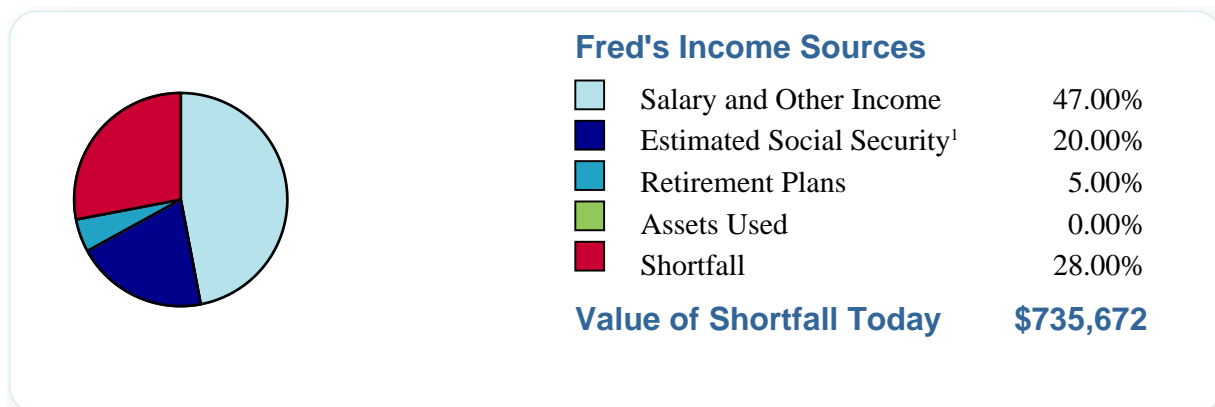 Fred's Income Sources
Salary and Other Income 47.00%
Estimated Social Security¹ 20.00%
Retirement Plans 5.00%
Assets Used 0.00%
Shortfall 28.00%
Value of Shortfall Today $735,672